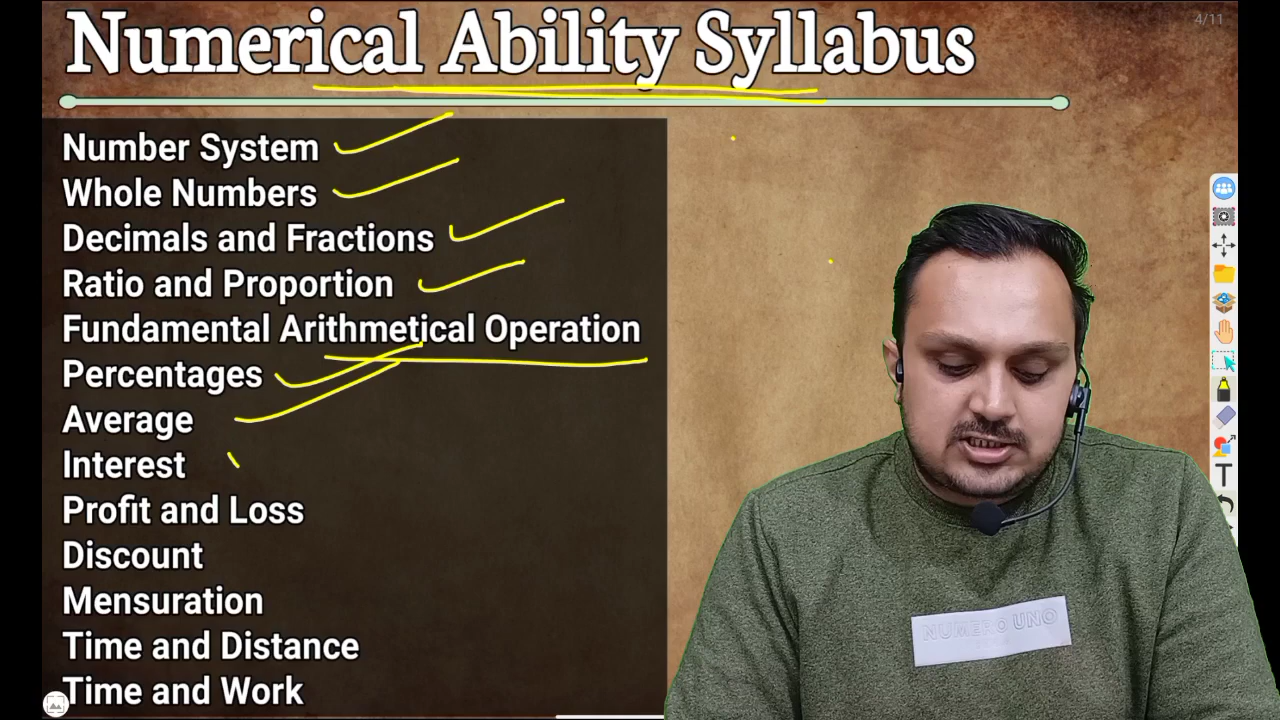 Numerical Ability Syllabus
4/11
Number System
Whole Numbers
Decimals and Fractions
Ratio and Proportion
Fundamental Arithmetical Operation
Percentages
Average
Interest
Profit and Loss
Discount
Mensuration
Time and Distance
Time and Work
NUMERO UNO
T